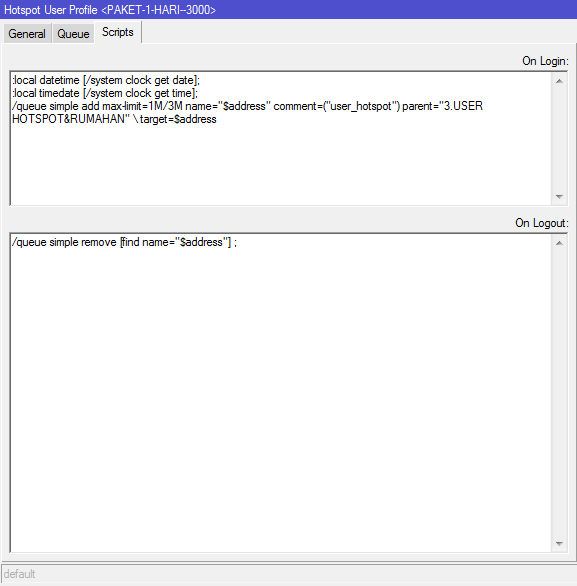 Hotspot User Profile <PAKET-1-HARI--3000>
General Queue Scripts
On Login:
:local datetime [/system clock get date];
:local timedate [/system clock get time];
/queue simple add max-limit=1M/3M name="$address" comment=("user_hotspot") parent="3.USER
HOTSPOT&RUMAHAN" \ target=$address
On Logout:
/queue simple remove [find name="$address"] ;
default